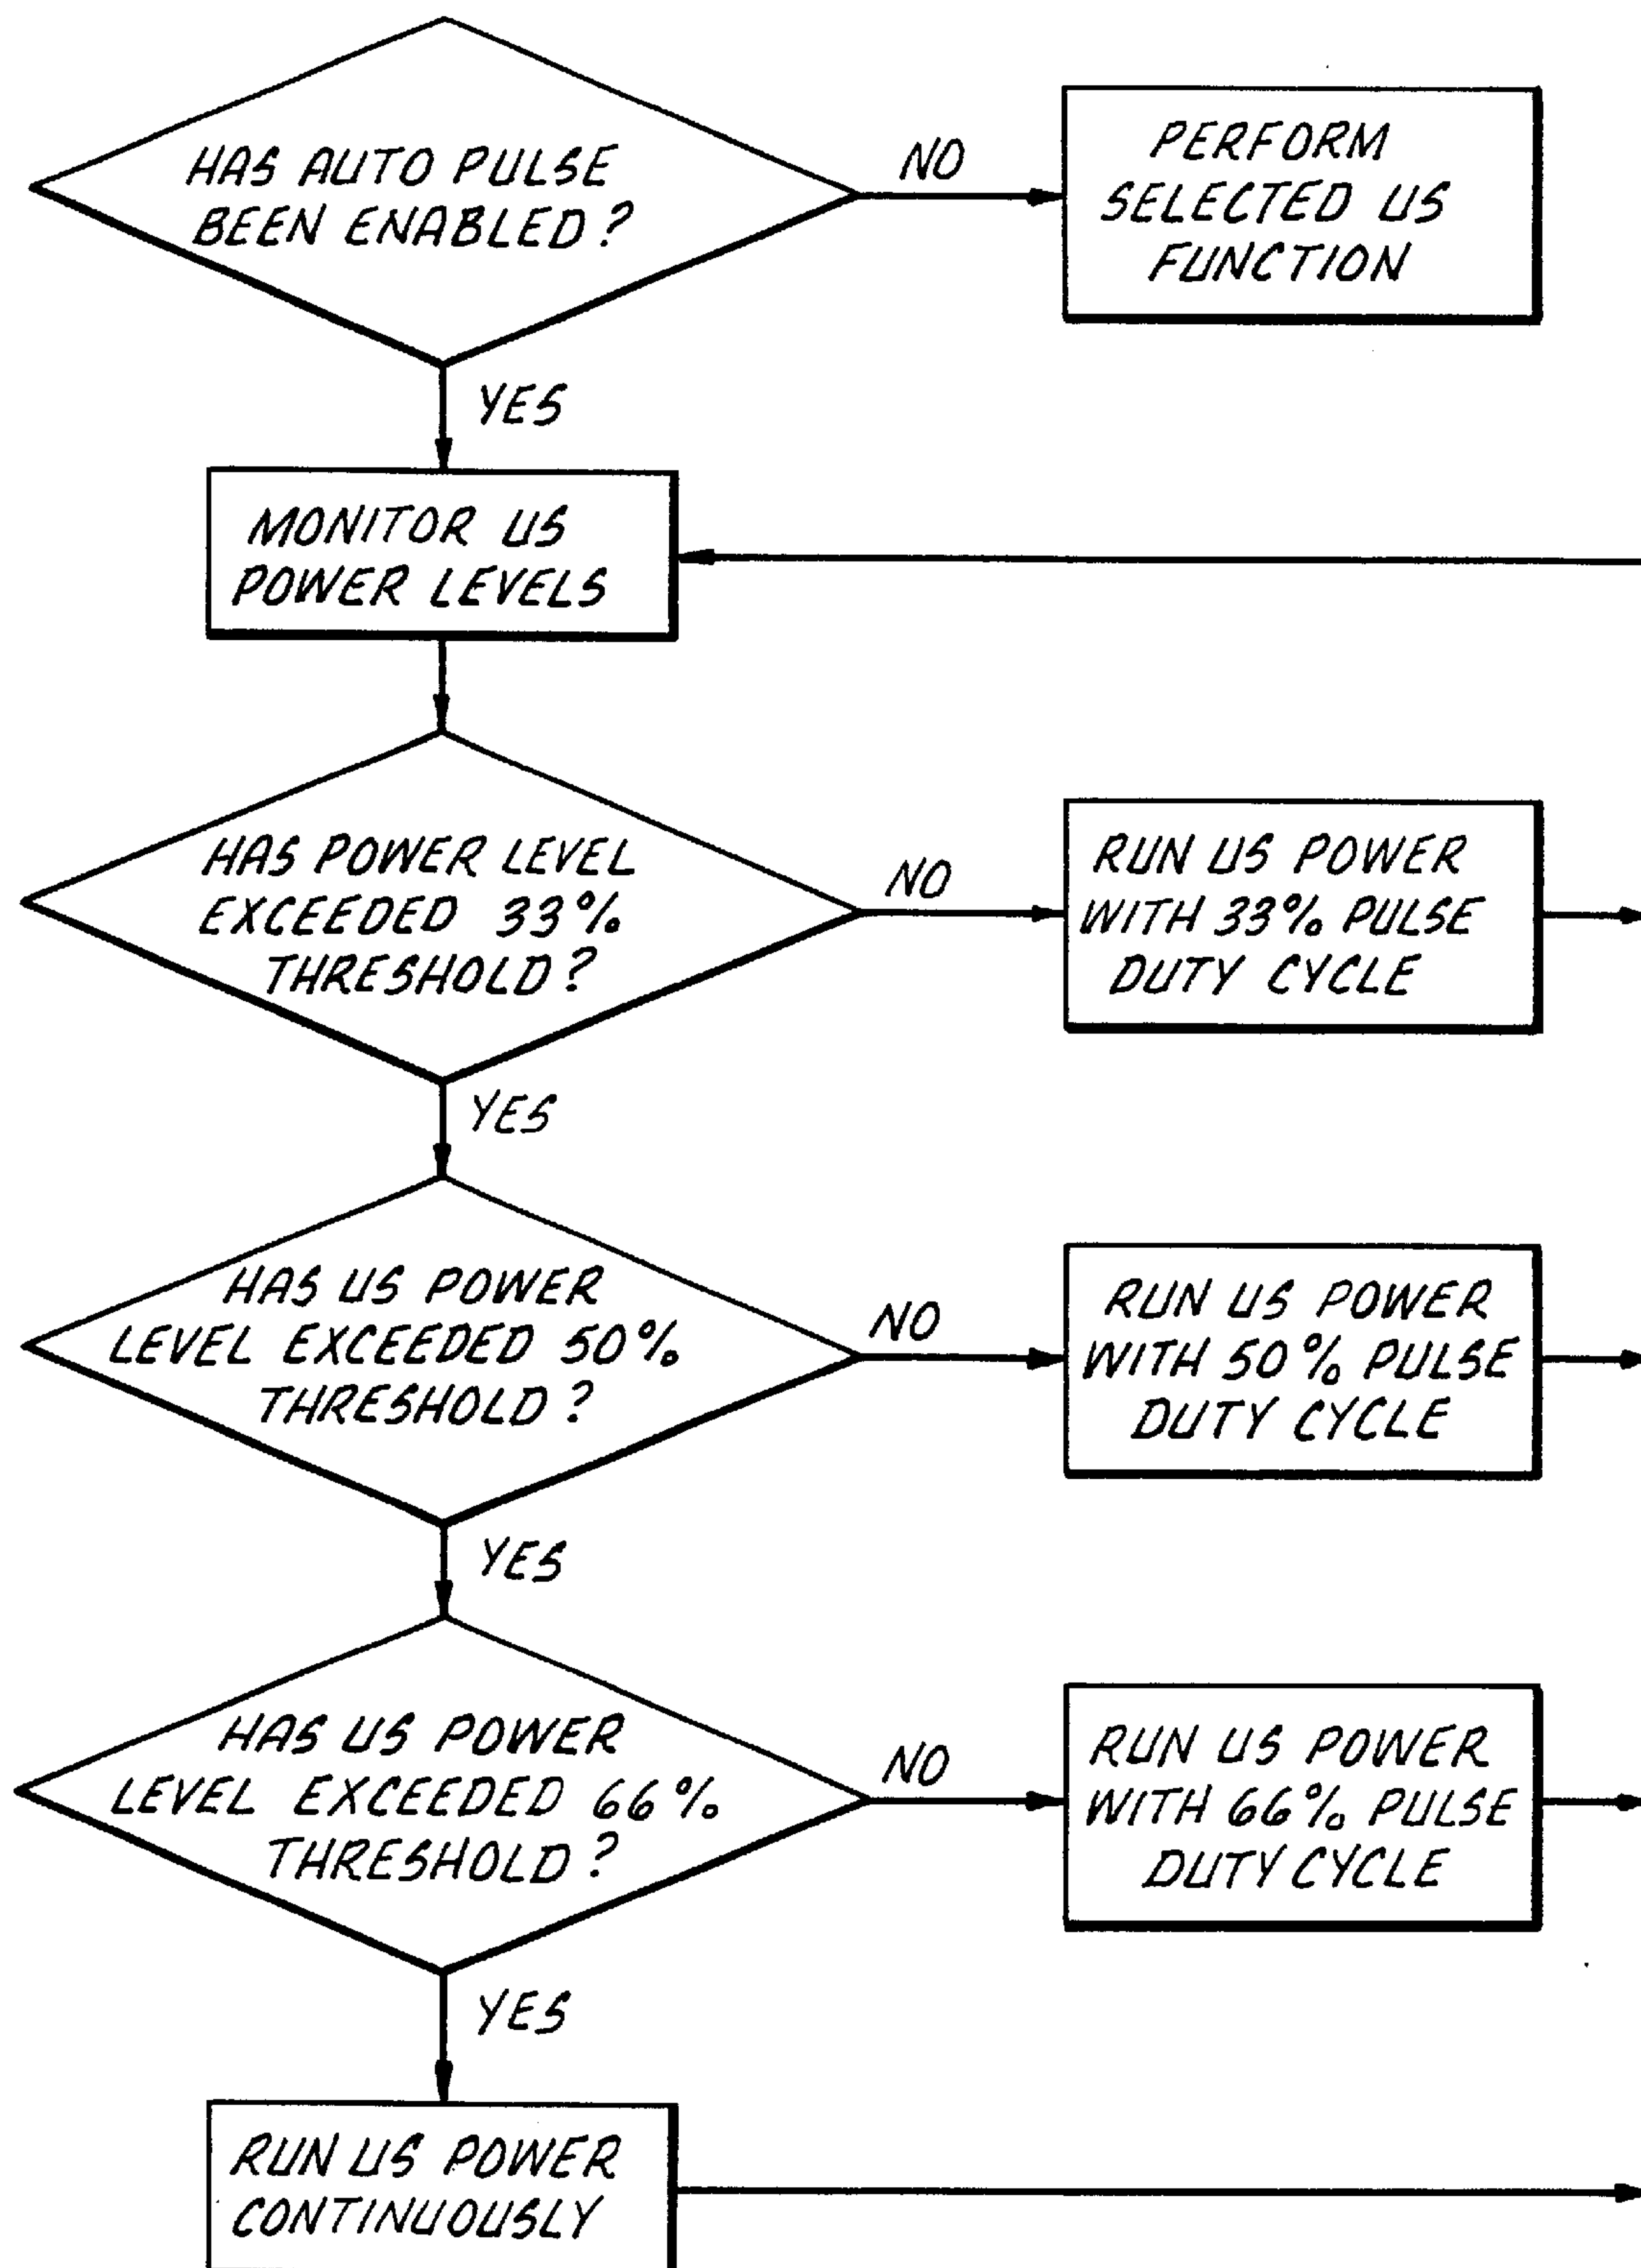 HAS AUTO PULSE
BEEN ENABLED?
NO
PERFORM
SELECTED US
FUNCTION
YES
MONITOR US
POWER LEVELS
HAS POWER LEVEL
EXCEEDED 33%
THRESHOLD?
NO
RUN US POWER
WITH 33% PULSE
DUTY CYCLE
YES
HAS US POWER
LEVEL EXCEEDED 50%
THRESHOLD?
NO
RUN US POWER
WITH 50% PULSE
DUTY CYCLE
YES
HAS US POWER
LEVEL EXCEEDED 66%
THRESHOLD?
NO
RUN US POWER
WITH 66% PULSE
DUTY CYCLE
YES
RUN US POWER
CONTINUOUSLY